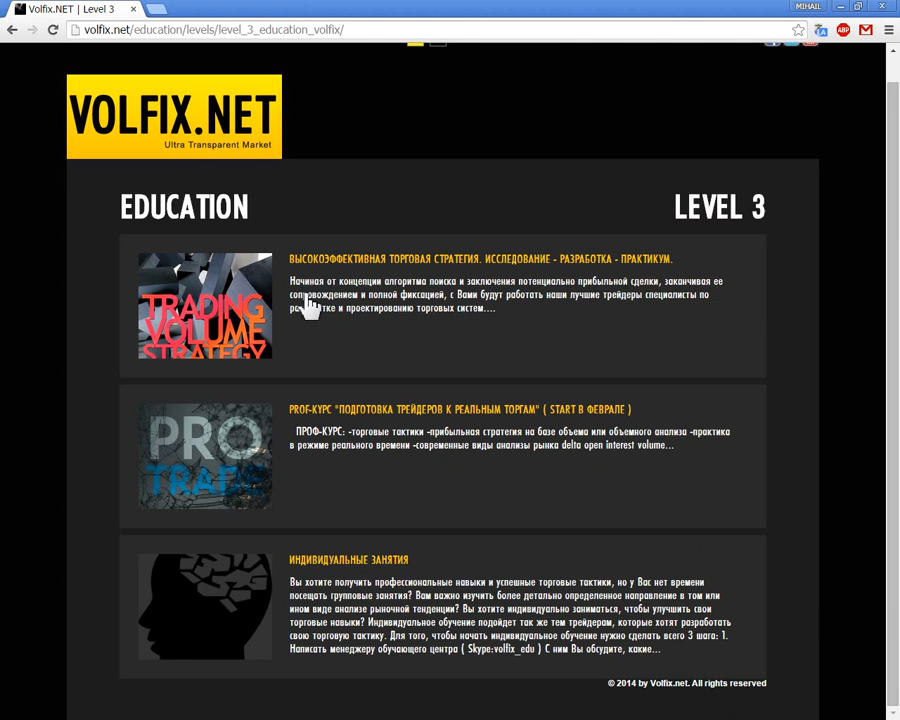 Volfix.NET | Level 3
MIHAIL
volfix.net/education/levels/level_3_education_volfix/
ABP
VOLFIX.NET
Ultra Transparent Market
EDUCATION
LEVEL 3
TRADING
VOLUME
STRATEGY
ВЫСОКОЭФФЕКТИВНАЯ ТОРГОВАЯ СТРАТЕГИЯ. ИССЛЕДОВАНИЕ - РАЗРАБОТКА - ПРАКТИКУМ.
Начиная от концепции алгоритма поиска и заключения потенциально прибыльной сделки, заканчивая ее
сопровождением и полной фиксацией, с Вами будут работать наши лучшие трейдеры специалисты по
и проектированию торговых систем....
PRO
TRADE
PROF-КУРС "ПОДГОТОВКА ТРЕЙДЕРОВ К РЕАЛЬНЫМ ТОРГАМ" ( START В ФЕВРАЛЕ )
ПРОФ-КУРС: -торговые тактики -прибыльная стратегия на базе объема или объемного анализа -практика
в режиме реального времени -современные виды анализы рынка delta open interest volume...
ИНДИВИДУАЛЬНЫЕ ЗАНЯТИЯ
Вы хотите получить профессиональные навыки и успешные торговые тактики, но у Вас нет времени
посещать групповые занятия? Вам важно изучить более детально определенное направление в том или
ином виде анализе рыночной тенденции? Вы хотите индивидуально заниматься, чтобы улучшить свои
торговые навыки? Индивидуальное обучение подойдет так же тем трейдерам, которые хотят разработать
свою торговую тактику. Для того, чтобы начать индивидуальное обучение нужно сделать всего 3 шага: 1.
Написать менеджеру обучающего центра ( Skype:volfix_edu ) С ним Вы обсудите, какие...
© 2014 by Volfix.net. All rights reserved